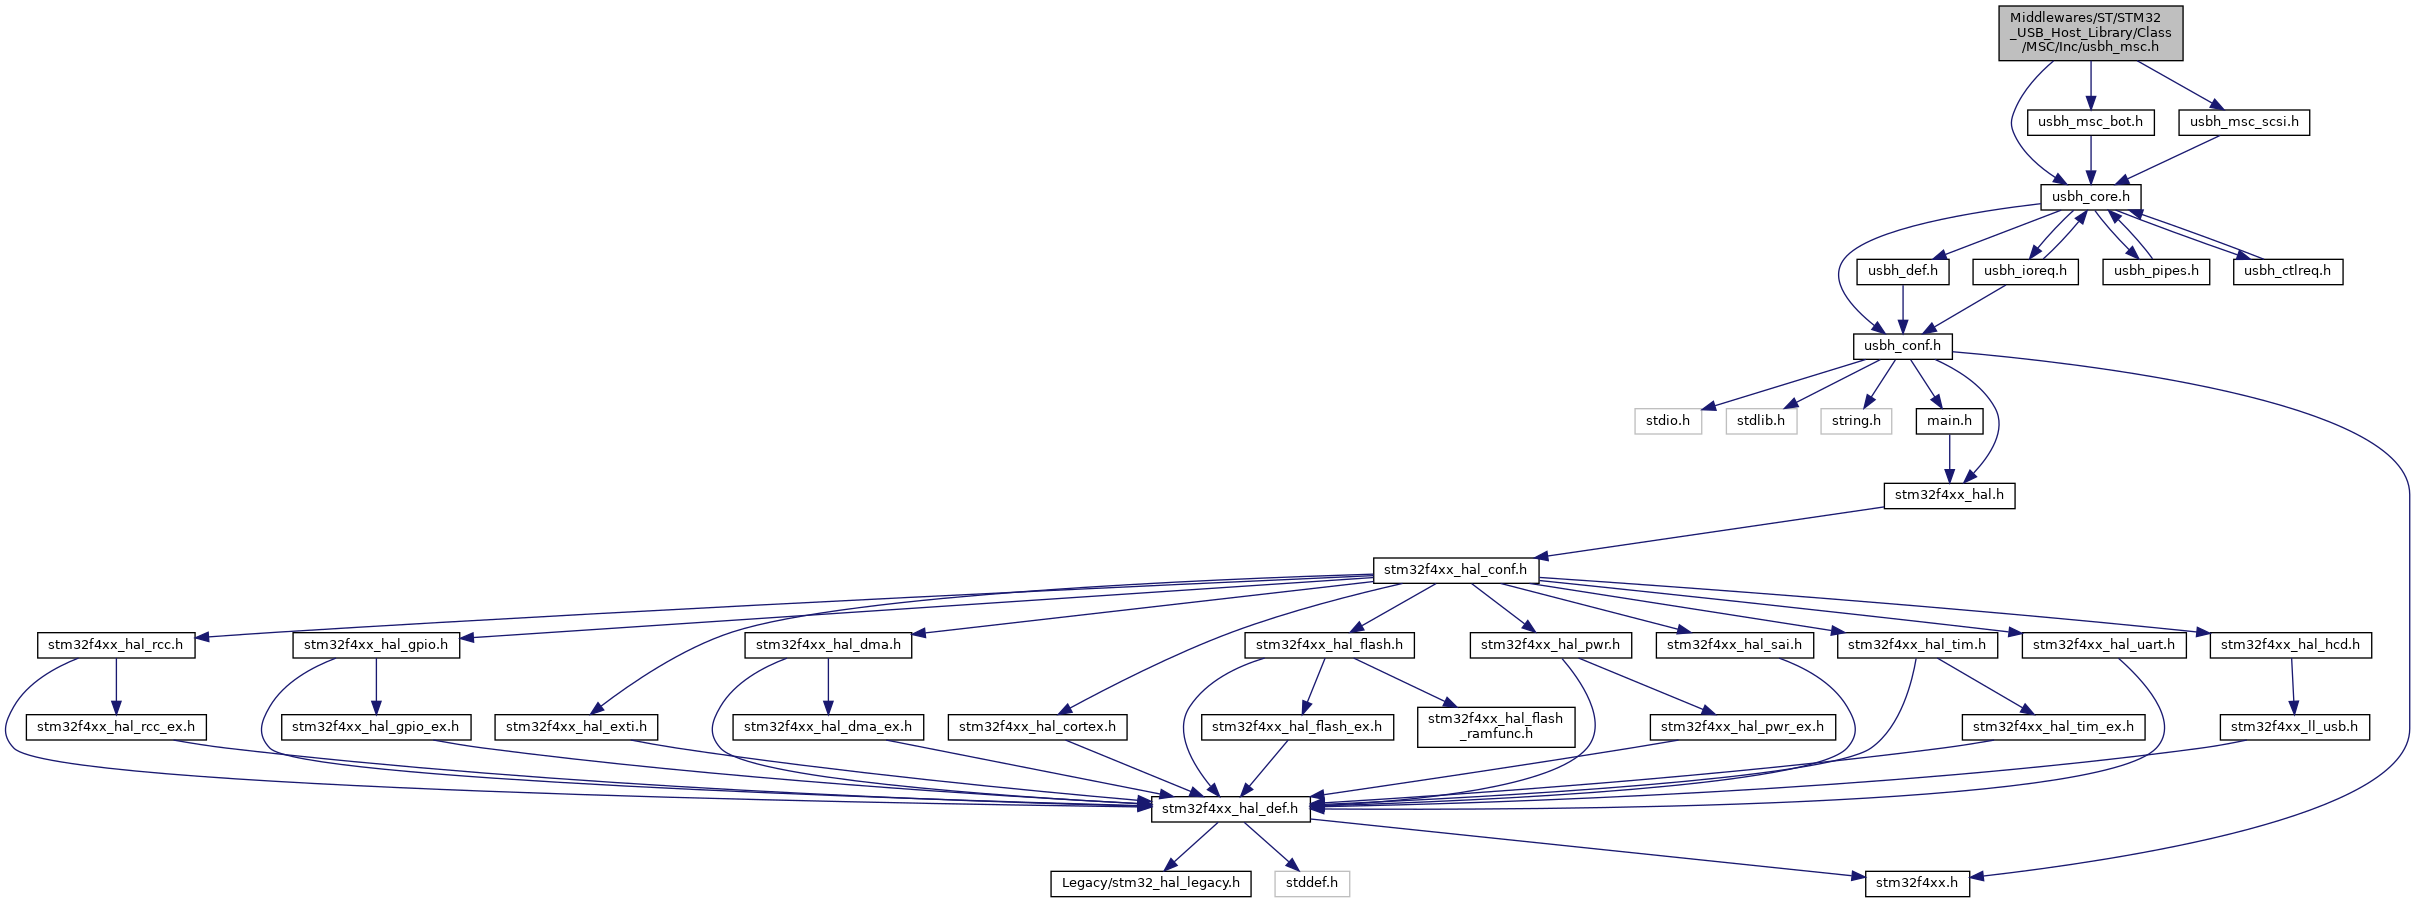 Middlewares/ST/STM32
_USB_Host_Library/Class
/MSC/Inc/usbh_msc.h
usbh_msc_bot.h
usbh_msc_scsi.h
usbh_core.h
usbh_def.h
usbh_ioreq.h
usbh_pipes.h
usbh_ctlreq.h
usbh_conf.h
stdio.h
stdlib.h
string.h
main.h
stm32f4xx_hal.h
stm32f4xx_hal_conf.h
stm32f4xx_hal_rcc.h
stm32f4xx_hal_gpio.h
stm32f4xx_hal_dma.h
stm32f4xx_hal_flash.h
stm32f4xx_hal_pwr.h
stm32f4xx_hal_sai.h
stm32f4xx_hal_tim.h
stm32f4xx_hal_uart.h
stm32f4xx_hal_hcd.h
stm32f4xx_hal_rcc_ex.h
stm32f4xx_hal_gpio_ex.h
stm32f4xx_hal_exti.h
stm32f4xx_hal_dma_ex.h
stm32f4xx_hal_cortex.h
stm32f4xx_hal_flash_ex.h
stm32f4xx_hal_flash
_ramfunc.h
stm32f4xx_hal_pwr_ex.h
stm32f4xx_hal_tim_ex.h
stm32f4xx_ll_usb.h
stm32f4xx_hal_def.h
Legacy/stm32_hal_legacy.h
stddef.h
stm32f4xx.h